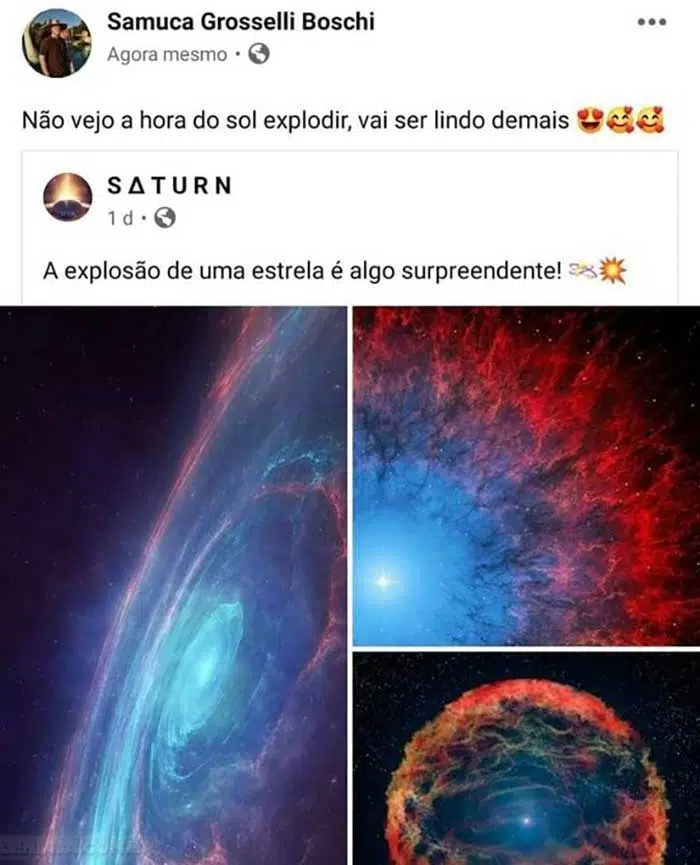 Samuca Grosselli Boschi
Agora mesmo •
Não vejo a hora do sol explodir, vai ser lindo demais 😍🥰🥰
SΔTURN
1 d •
A explosão de uma estrela é algo surpreendente! 💫💥